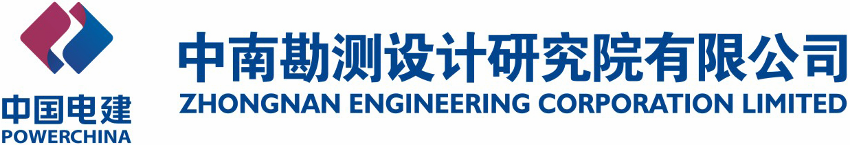 中国电建
POWERCHINA
中南勘测设计研究院有限公司
ZHONGNAN ENGINEERING CORPORATION LIMITED